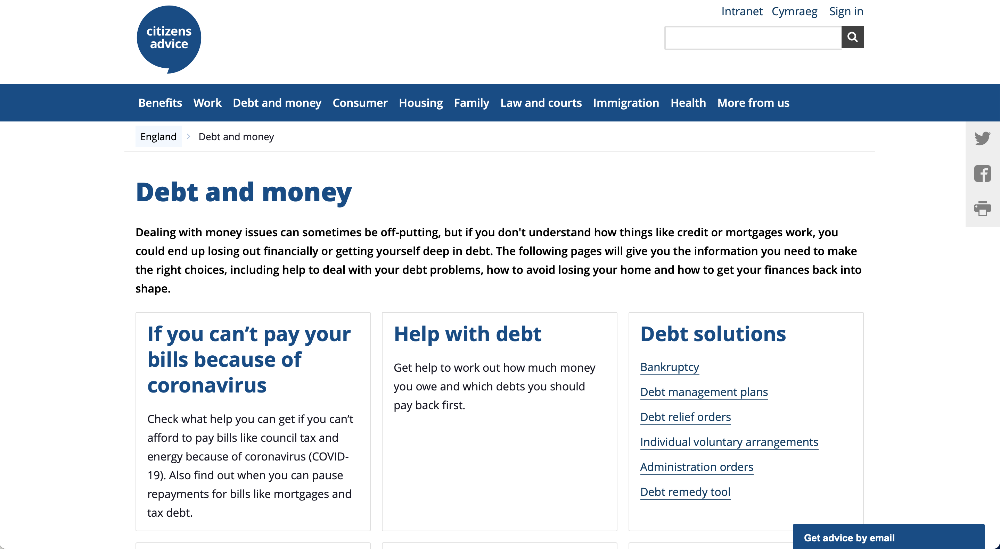 citizens
advice
Intranet Cymraeg Sign in
Benefits Work Debt and money Consumer Housing Family Law and courts Immigration Health More from us
England Debt and money
Debt and money
Dealing with money issues can sometimes be off-putting, but if you don't understand how things like credit or mortgages work, you
could end up losing out financially or getting yourself deep in debt. The following pages will give you the information you need to make
the right choices, including help to deal with your debt problems, how to avoid losing your home and how to get your finances back into
shape.
If you can’t pay your
bills because of
coronavirus
Check what help you can get if you can’t
afford to pay bills like council tax and
energy because of coronavirus (COVID-
19). Also find out when you can pause
repayments for bills like mortgages and
tax debt.
Help with debt
Get help to work out how much money
you owe and which debts you should
pay back first.
Debt solutions
Bankruptcy
Debt management plans
Debt relief orders
Individual voluntary arrangements
Administration orders
Debt remedy tool
Get advice by email